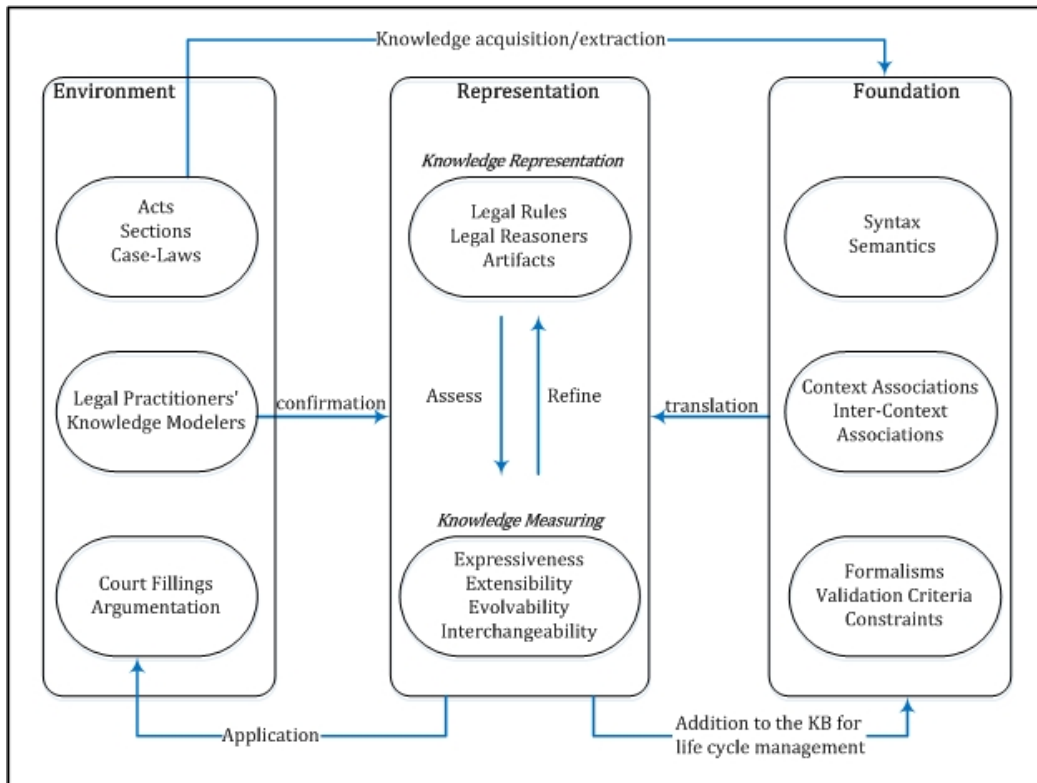 Knowledge acquisition/extraction
Environment
Acts
Sections
Case-Laws
Legal Practitioners'
Knowledge Modelers
Court Fillings
Argumentation
confirmation
Representation
Knowledge Representation
Legal Rules
Legal Reasoners
Artifacts
Assess
Refine
Knowledge Measuring
Expressiveness
Extensibility
Evolvability
Interchangeability
translation
Foundation
Syntax
Semantics
Context Associations
Inter-Context
Associations
Formalisms
Validation Criteria
Constraints
Application
Addition to the KB for
life cycle management